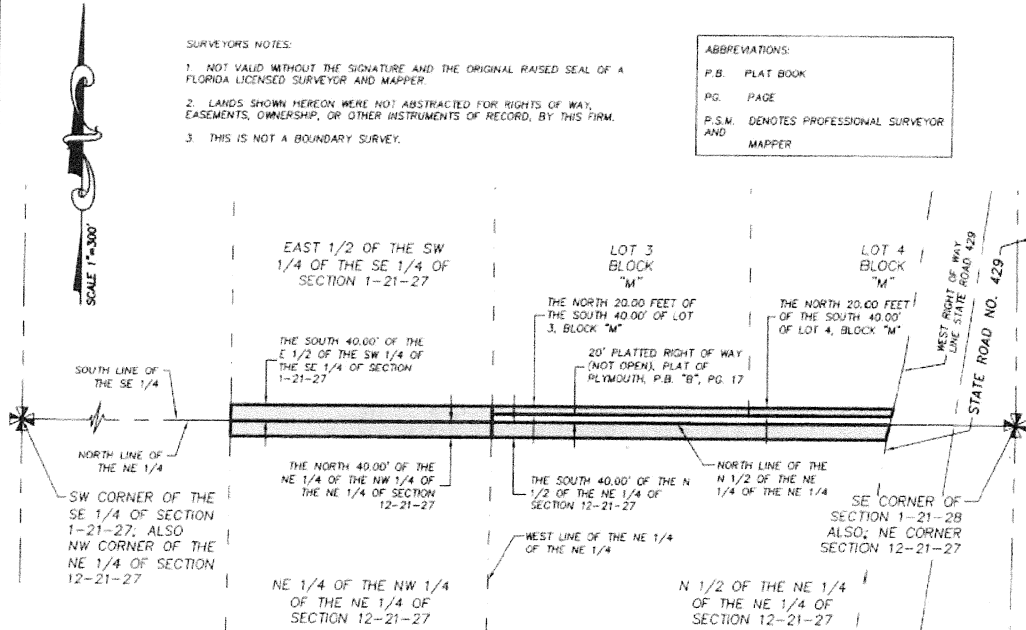 SURVEYORS NOTES:
1. NOT VALID WITHOUT THE SIGNATURE AND THE ORIGINAL RAISED SEAL OF A
FLORIDA LICENSED SURVEYOR AND MAPPER.
2. LANDS SHOWN HEREON WERE NOT ABSTRACTED FOR RIGHTS OF WAY,
EASEMENTS, OWNERSHIP, OR OTHER INSTRUMENTS OF RECORD, BY THIS FIRM.
3. THIS IS NOT A BOUNDARY SURVEY.
ABBREVIATIONS:
P.B. PLAT BOOK
PG. PAGE
P.S.M. DENOTES PROFESSIONAL SURVEYOR
AND
MAPPER
SCALE 1"=300'
EAST 1/2 OF THE SW
1/4 OF THE SE 1/4 OF
SECTION 1-21-27
LOT 3
BLOCK
"M"
LOT 4
BLOCK
"M"
WEST RIGHT OF WAY
LINE STATE ROAD 429
STATE ROAD NO. 429
THE NORTH 20.00 FEET OF
THE SOUTH 40.00' OF LOT
3, BLOCK "M"
THE NORTH 20.00 FEET
OF THE SOUTH 40.00'
OF LOT 4, BLOCK "M"
THE SOUTH 40.00' OF THE
E 1/2 OF THE SW 1/4 OF
THE SE 1/4 OF SECTION
1-21-27
20' PLATTED RIGHT OF WAY
(NOT OPEN), PLAT OF
PLYMOUTH, P.B. "B", PG. 17
SOUTH LINE OF
THE SE 1/4
NORTH LINE OF
THE NE 1/4
THE NORTH 40.00' OF THE
NE 1/4 OF THE NW 1/4 OF
THE NE 1/4 OF SECTION
12-21-27
THE SOUTH 40.00' OF THE N
1/2 OF THE NE 1/4 OF
SECTION 12-21-27
NORTH LINE OF THE
N 1/2 OF THE NE
1/4 OF THE NE 1/4
SW CORNER OF THE
SE 1/4 OF SECTION
1-21-27; ALSO
NW CORNER OF THE
NE 1/4 OF SECTION
12-21-27
SE CORNER OF
SECTION 1-21-28
ALSO; NE CORNER
SECTION 12-21-27
WEST LINE OF THE NE 1/4
OF THE NE 1/4
NE 1/4 OF THE NW 1/4
OF THE NE 1/4 OF
SECTION 12-21-27
N 1/2 OF THE NE 1/4
OF THE NE 1/4 OF
SECTION 12-21-27